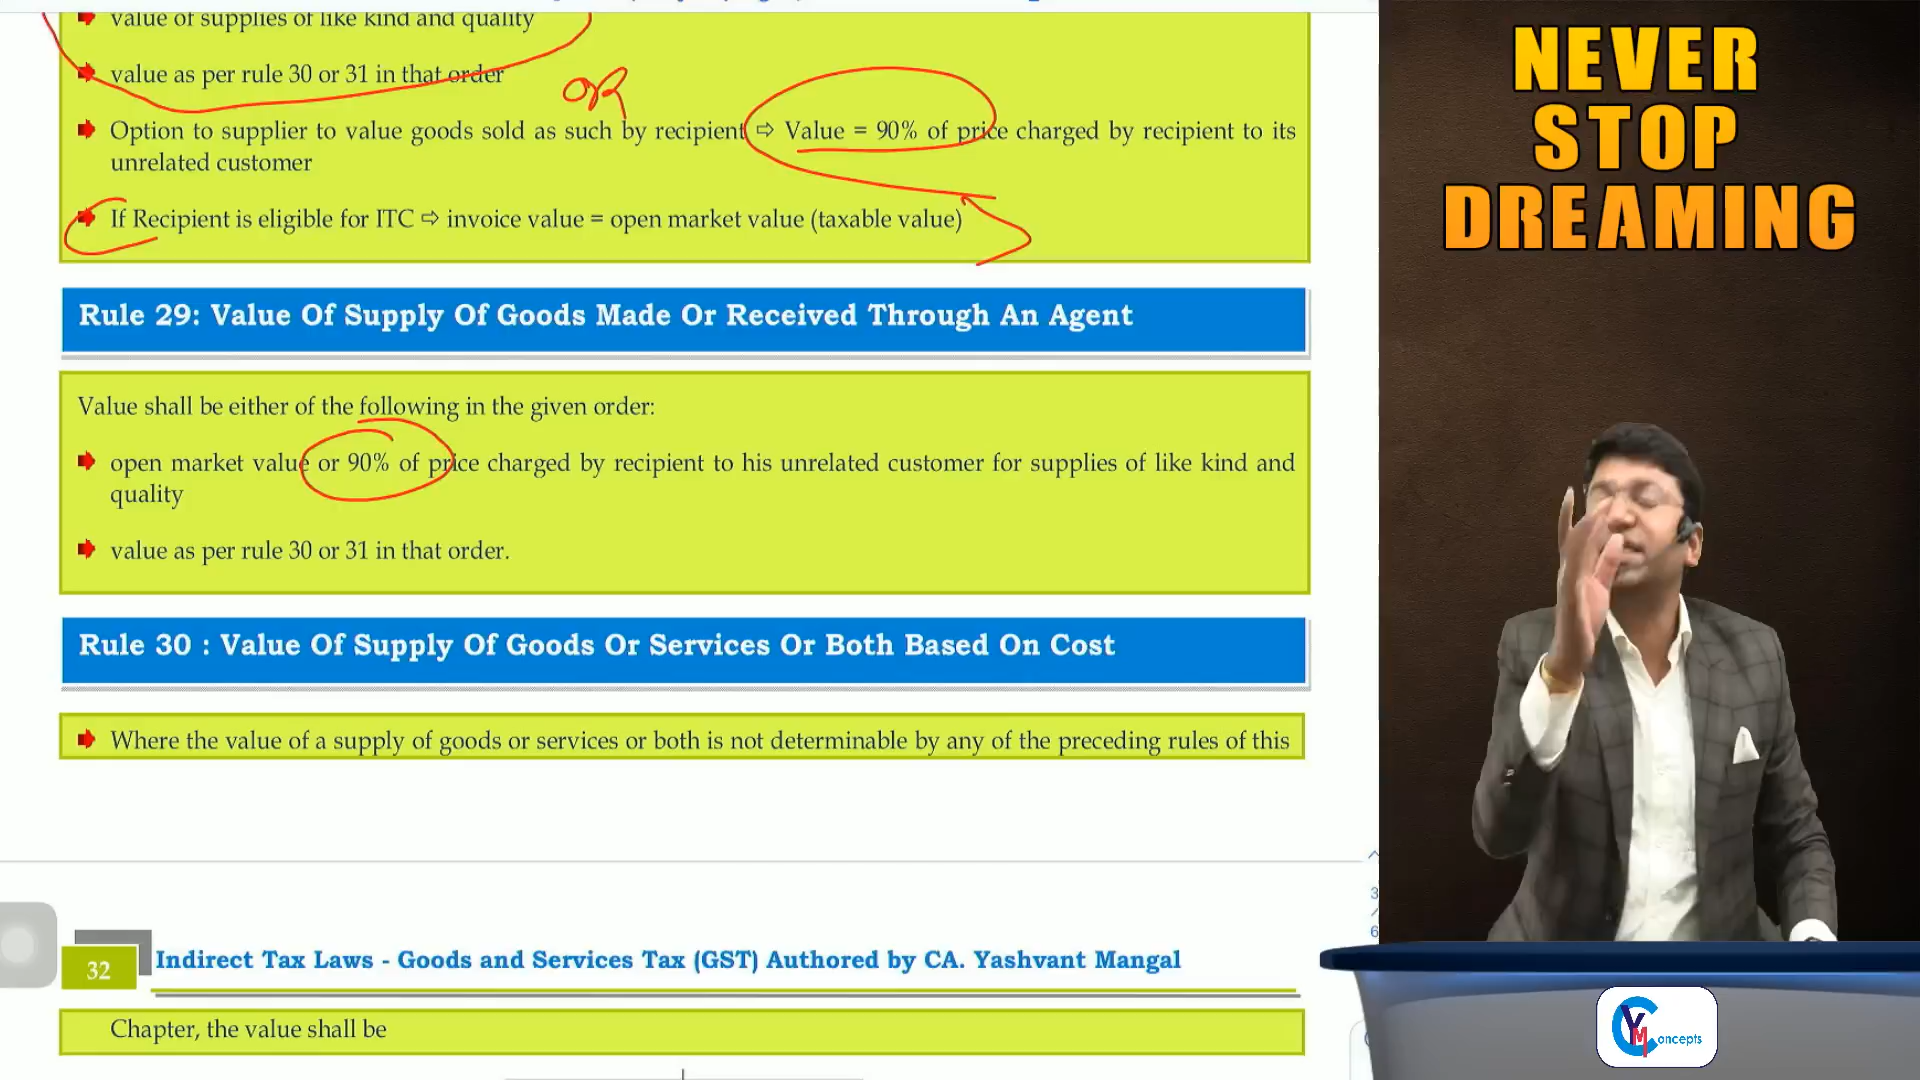 value of supplies of like kind and quality
value as per rule 30 or 31 in that order
OR
Option to supplier to value goods sold as such by recipient ⇨ Value = 90% of price charged by recipient to its
unrelated customer
If Recipient is eligible for ITC ⇨ invoice value = open market value (taxable value)
Rule 29: Value Of Supply Of Goods Made Or Received Through An Agent
Value shall be either of the following in the given order:
open market value or 90% of price charged by recipient to his unrelated customer for supplies of like kind and
quality
value as per rule 30 or 31 in that order.
Rule 30 : Value Of Supply Of Goods Or Services Or Both Based On Cost
Where the value of a supply of goods or services or both is not determinable by any of the preceding rules of this
32
Indirect Tax Laws - Goods and Services Tax (GST) Authored by CA. Yashvant Mangal
Chapter, the value shall be
NEVER
STOP
DREAMING
YM Concepts